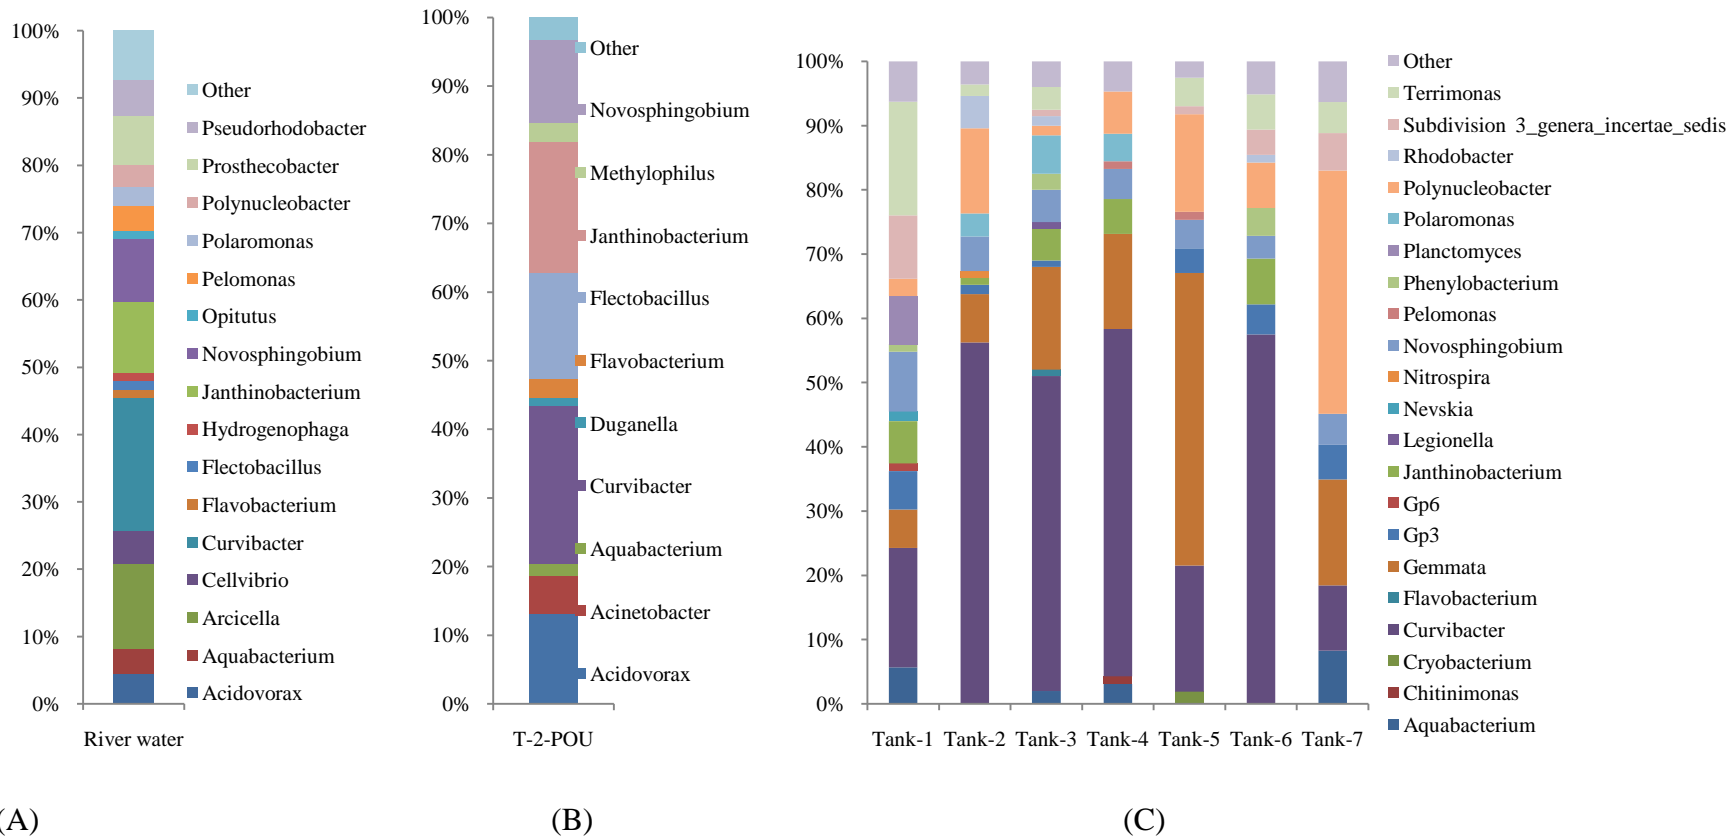 100%
90%
80%
70%
60%
50%
40%
30%
20%
10%
0%
River water
Other
Pseudorhodobacter
Prosthecobacter
Polynucleobacter
Polaromonas
Pelomonas
Opitutus
Novosphingobium
Janthinobacterium
Hydrogenophaga
Flectobacillus
Flavobacterium
Curvibacter
Cellvibrio
Arcicella
Aquabacterium
Acidovorax
(A)
100%
90%
80%
70%
60%
50%
40%
30%
20%
10%
0%
T-2-POU
Other
Novosphingobium
Methylophilus
Janthinobacterium
Flectobacillus
Flavobacterium
Duganella
Curvibacter
Aquabacterium
Acinetobacter
Acidovorax
(B)
100%
90%
80%
70%
60%
50%
40%
30%
20%
10%
0%
Tank-1 Tank-2 Tank-3 Tank-4 Tank-5 Tank-6 Tank-7
Other
Terrimonas
Subdivision 3_genera_incertae_sedis
Rhodobacter
Polynucleobacter
Polaromonas
Planctomyces
Phenylobacterium
Pelomonas
Novosphingobium
Nitrospira
Nevskia
Legionella
Janthinobacterium
Gp6
Gp3
Gemmata
Flavobacterium
Curvibacter
Cryobacterium
Chitinimonas
Aquabacterium
(C)